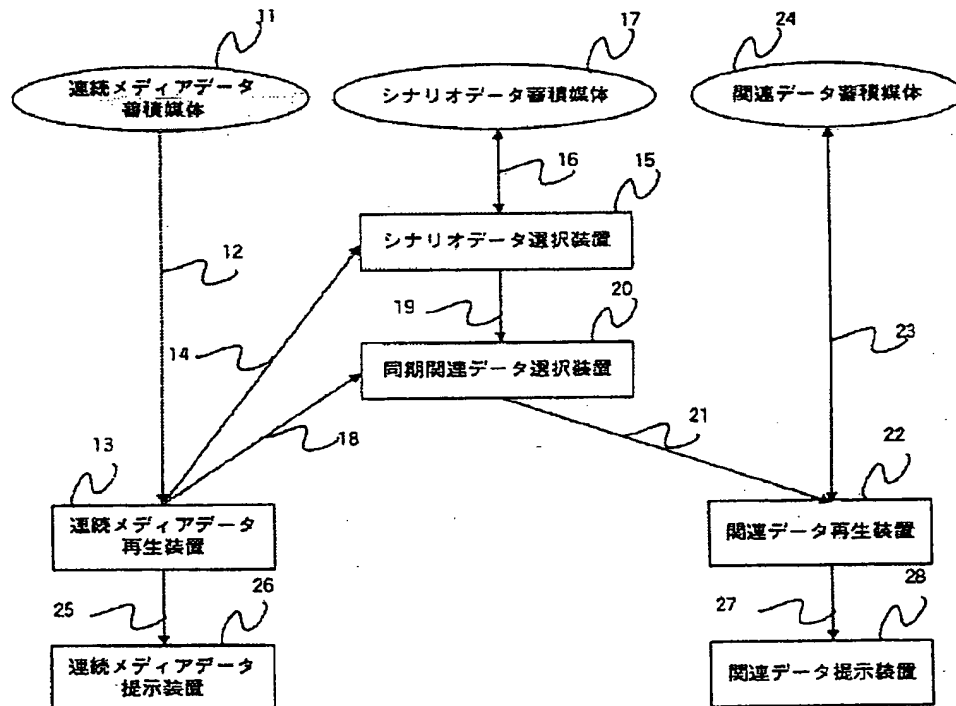 11
17
24
連続メディアデータ
蓄積媒体
シナリオデータ蓄積媒体
関連データ蓄積媒体
16
15
シナリオデータ選択装置
12
19
20
14
同期関連データ選択装置
23
18
21
13
22
連続メディアデータ
再生装置
関連データ再生装置
25
26
27
28
連続メディアデータ
提示装置
関連データ提示装置